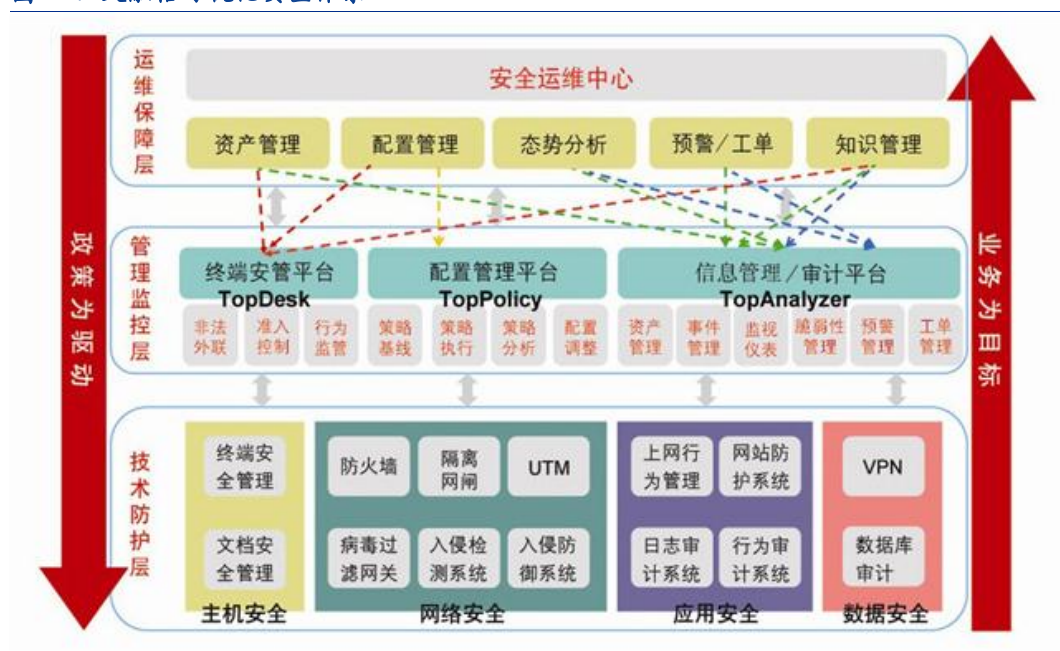 运维保障层
安全运维中心
资产管理
配置管理
态势分析
预警/工单
知识管理
政策为驱动
业务为目标
管理监控层
终端安管平台
TopDesk
配置管理平台
TopPolicy
信息管理/审计平台
TopAnalyzer
非法
外联
准入
控制
行为
监管
策略
基线
策略
执行
策略
分析
配置
调整
资产
管理
事件
管理
监视
仪表
脆弱性
管理
预警
管理
工单
管理
技术防护层
终端安
全管理
文档安
全管理
主机安全
防火墙
隔离
网闸
UTM
病毒过
滤网关
入侵检
测系统
入侵防
御系统
网络安全
上网行
为管理
网站防
护系统
日志审
计系统
行为审
计系统
应用安全
VPN
数据库
审计
数据安全